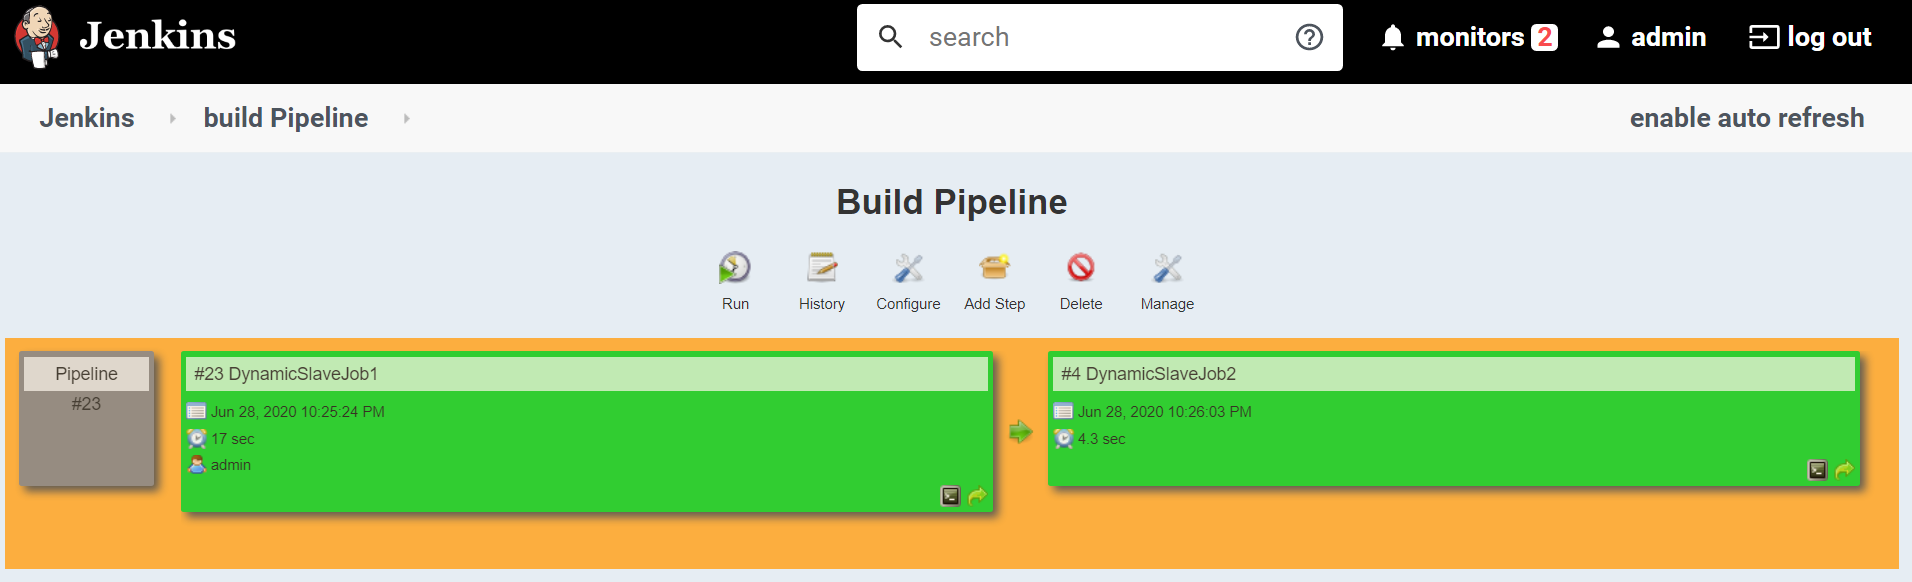 Jenkins
search
monitors 2
admin
log out
Jenkins
build Pipeline
enable auto refresh
Build Pipeline
Run
History
Configure
Add Step
Delete
Manage
Pipeline
#23
#23 DynamicSlaveJob1
Jun 28, 2020 10:25:24 PM
17 sec
admin
#4 DynamicSlaveJob2
Jun 28, 2020 10:26:03 PM
4.3 sec